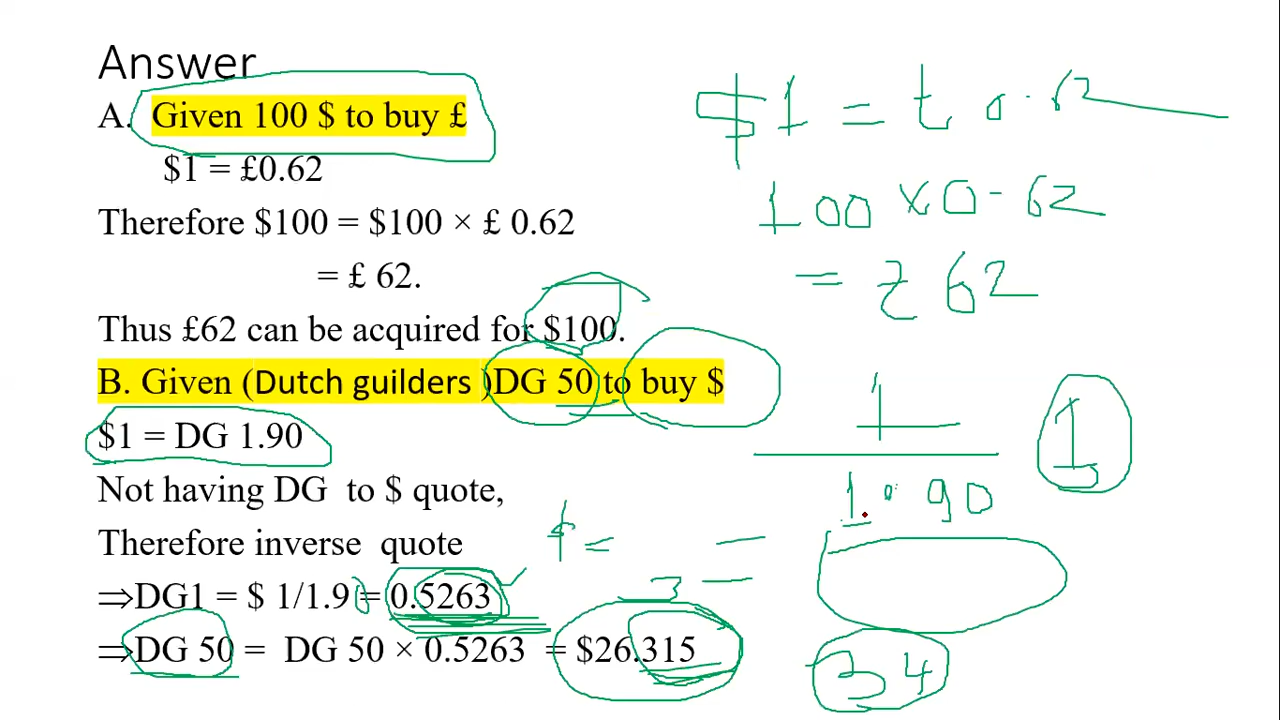 Answer
A. Given 100 $ to buy £
$1 = £0.62
Therefore $100 = $100 × £ 0.62
= £ 62.
Thus £62 can be acquired for $100.
B. Given (Dutch guilders )DG 50 to buy $
$1 = DG 1.90
Not having DG to $ quote,
Therefore inverse quote
⇒DG1 = $ 1/1.90 = 0.5263
⇒DG 50 = DG 50 × 0.5263 = $26.315
$1 = £ 0.62
100 × 0.62
= £ 62
1
1.90
1
$ =
=
34